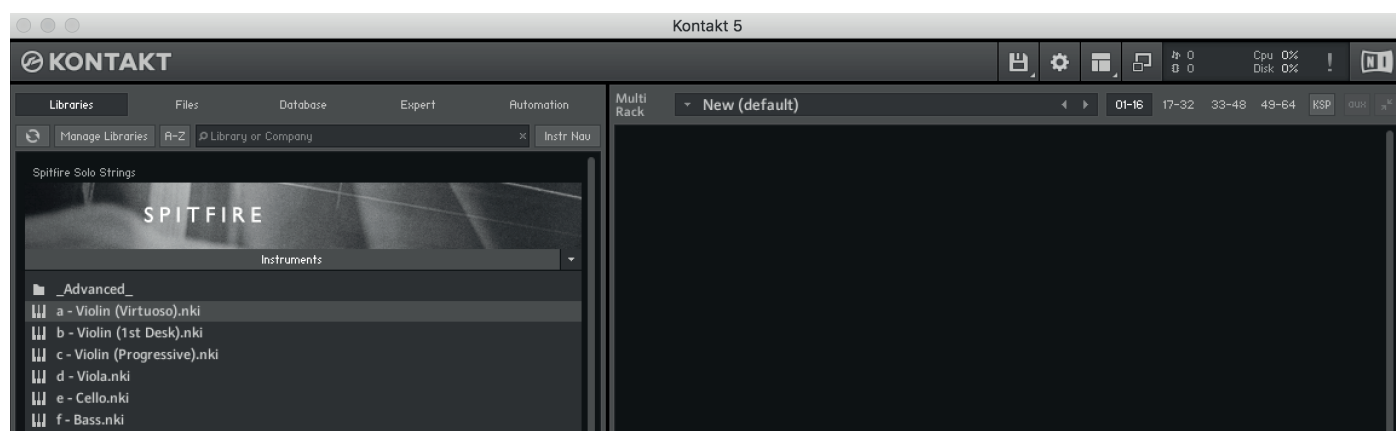 Kontakt 5
KONTAKT
0
0
Cpu 0%
Disk 0%
!
NI
Libraries Files Database Expert Automation
Multi Rack
New (default)
01-16 17-32 33-48 49-64 KSP aux
Manage Libraries A-Z Library or Company × Instr Nav
Spitfire Solo Strings
SPITFIRE
Instruments
_Advanced_
a - Violin (Virtuoso).nki
b - Violin (1st Desk).nki
c - Violin (Progressive).nki
d - Viola.nki
e - Cello.nki
f - Bass.nki